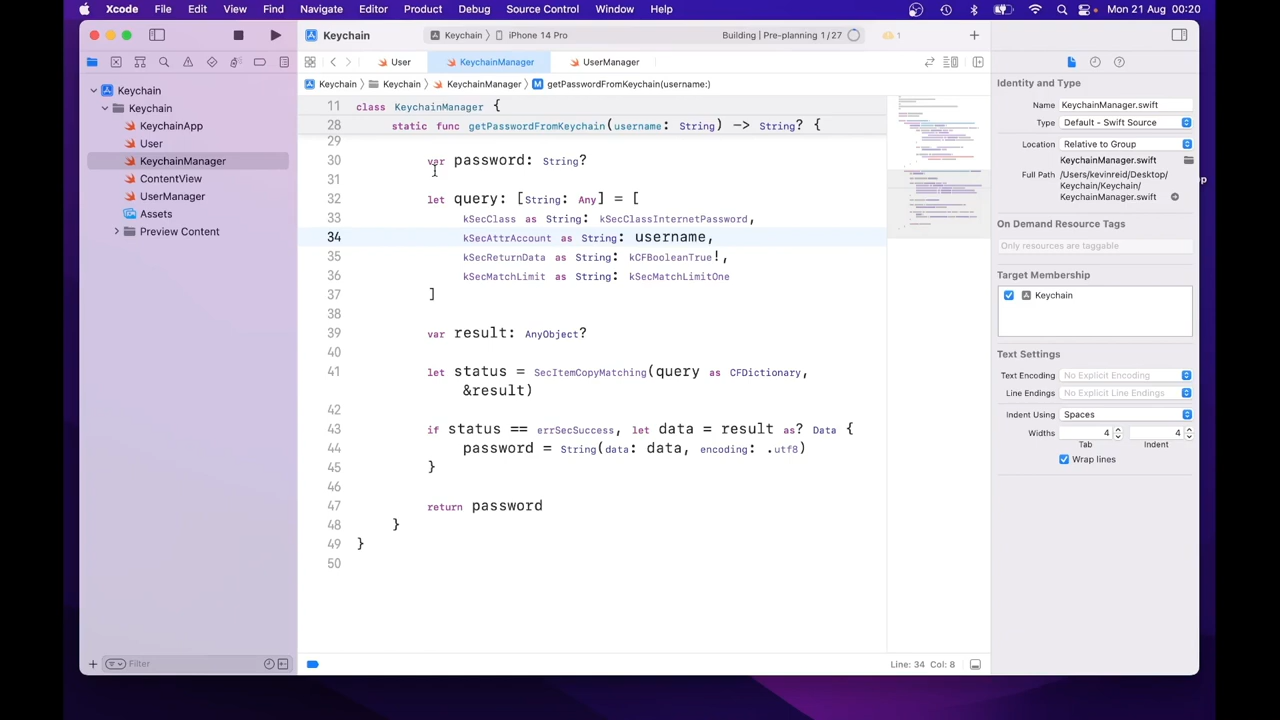 Xcode File Edit View Find Navigate Editor Product Debug Source Control Window Help Mon 21 Aug 00:20
Keychain Keychain iPhone 14 Pro Building | Pre-planning 1/27 1
User KeychainManager UserManager
Keychain Keychain KeychainManager getPasswordFromKeychain(username:)
Keychain
Keychain
KeychainApp
KeychainManager
ContentView
UserManager
Assets
Preview Content
Filter
11 class KeychainManager {
28 static func getPasswordFromKeychain(username: String) -> String?
var password: String?
31
let query: [String: Any] = [
33 kSecClass as String: kSecClassInternetPassword,
34 kSecAttrAccount as String: username,
35 kSecReturnData as String: kCFBooleanTrue!,
36 kSecMatchLimit as String: kSecMatchLimitOne
37 ]
38
39 var result: AnyObject?
40
41 let status = SecItemCopyMatching(query as CFDictionary,
&result)
42
43 if status == errSecSuccess, let data = result as? Data {
44 password = String(data: data, encoding: .utf8)
45 }
46
47 return password
48 }
49 }
50
Line: 34 Col: 8
Identity and Type
Name KeychainManager.swift
Type Default - Swift Source
Location Relative to Group
KeychainManager.swift
Full Path /Users/kevinreid/Desktop/
Keychain/Keychain/
KeychainManager.swift
On Demand Resource Tags
Only resources are taggable
Target Membership
Keychain
Text Settings
Text Encoding No Explicit Encoding
Line Endings No Explicit Line Endings
Indent Using Spaces
Widths 4 4
Tab Indent
Wrap lines